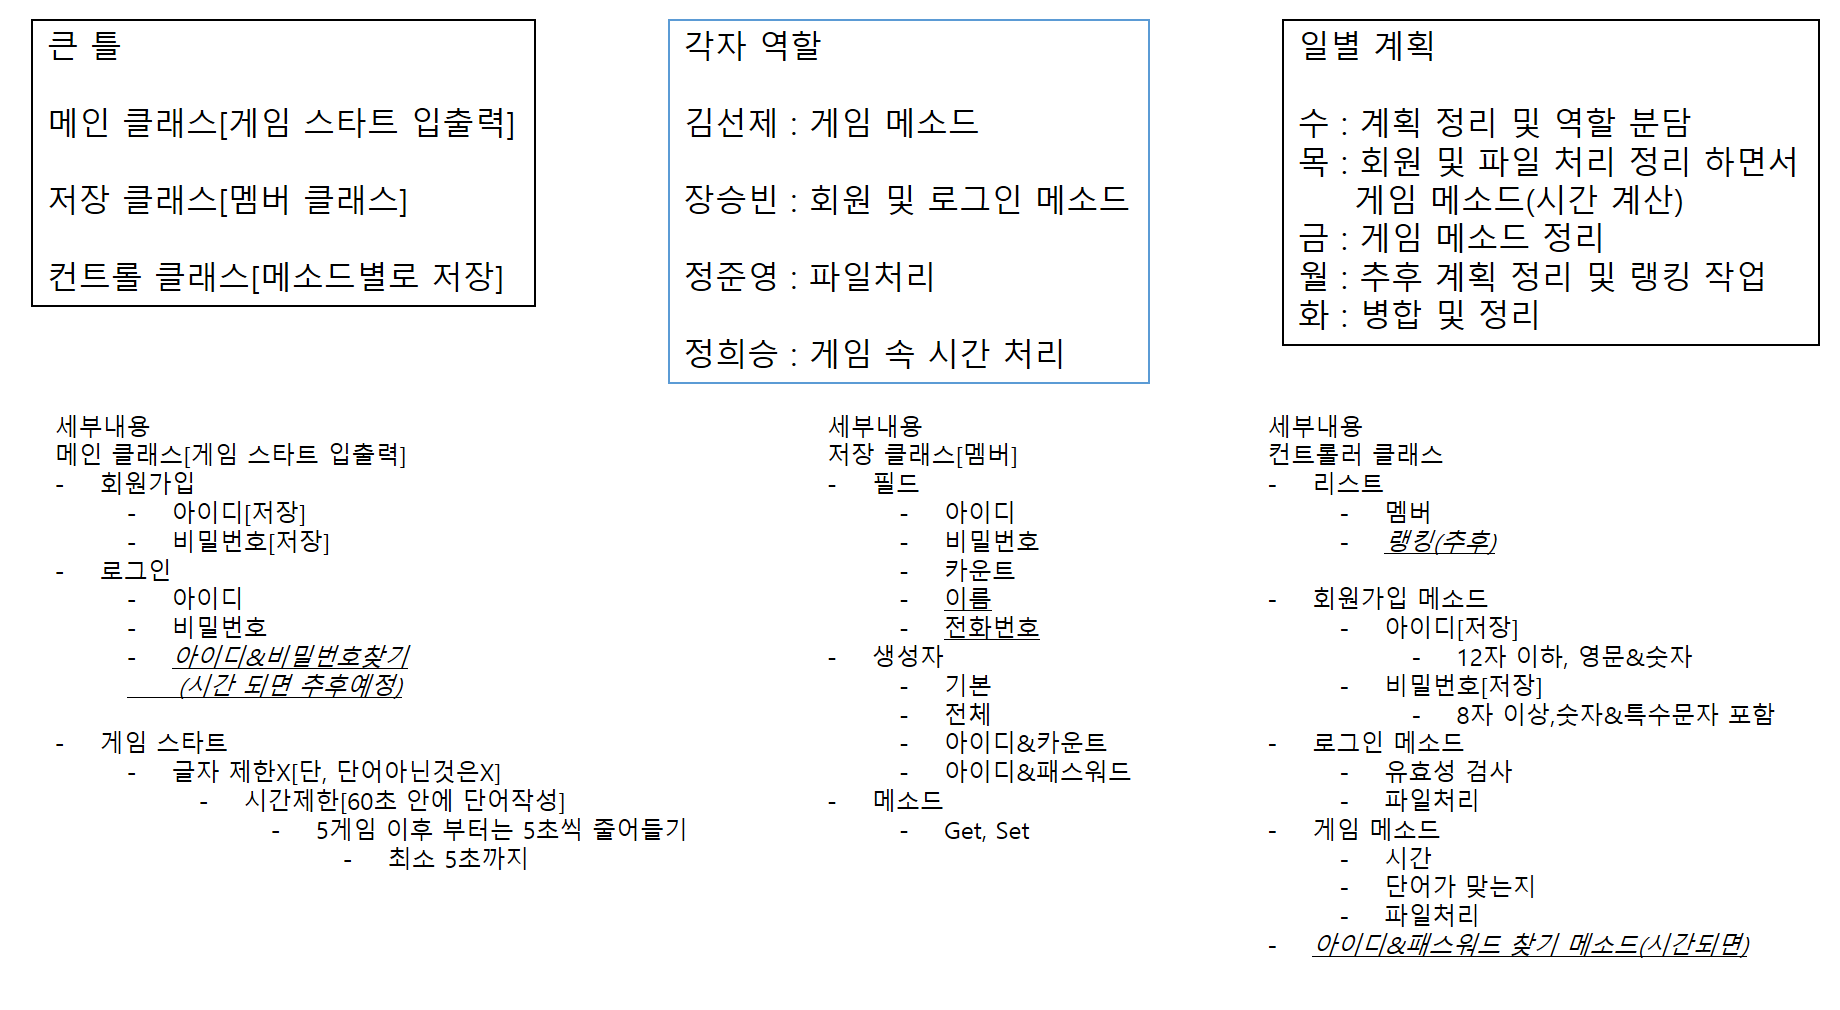 큰 틀
메인 클래스[게임 스타트 입출력]
저장 클래스[멤버 클래스]
컨트롤 클래스[메소드별로 저장]
각자 역할
김선제 : 게임 메소드
장승빈 : 회원 및 로그인 메소드
정준영 : 파일처리
정희승 : 게임 속 시간 처리
일별 계획
수 : 계획 정리 및 역할 분담
목 : 회원 및 파일 처리 정리 하면서
게임 메소드(시간 계산)
금 : 게임 메소드 정리
월 : 추후 계획 정리 및 랭킹 작업
화 : 병합 및 정리
세부내용
메인 클래스[게임 스타트 입출력]
- 회원가입
- 아이디[저장]
- 비밀번호[저장]
- 로그인
- 아이디
- 비밀번호
- 아이디&비밀번호찾기
(시간 되면 추후예정)
- 게임 스타트
- 글자 제한X[단, 단어아닌것은X]
- 시간제한[60초 안에 단어작성]
- 5게임 이후 부터는 5초씩 줄어들기
- 최소 5초까지
세부내용
저장 클래스[멤버]
- 필드
- 아이디
- 비밀번호
- 카운트
- 이름
- 전화번호
- 생성자
- 기본
- 전체
- 아이디&카운트
- 아이디&패스워드
- 메소드
- Get, Set
세부내용
컨트롤러 클래스
- 리스트
- 멤버
- 랭킹(추후)
- 회원가입 메소드
- 아이디[저장]
- 12자 이하, 영문&숫자
- 비밀번호[저장]
- 8자 이상,숫자&특수문자 포함
- 로그인 메소드
- 유효성 검사
- 파일처리
- 게임 메소드
- 시간
- 단어가 맞는지
- 파일처리
- 아이디&패스워드 찾기 메소드(시간되면)